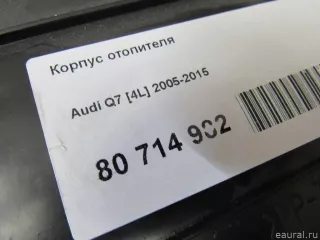 Корпус отопителя
Audi Q7 [4L] 2005-2015
80 714 902
eaural.ru